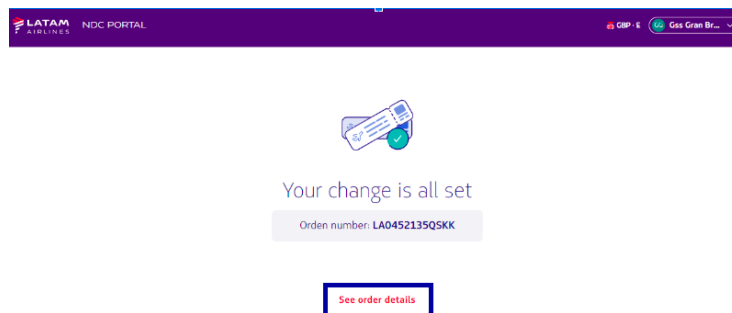 LATAM AIRLINES NDC PORTAL GBP · £ GG Gss Gran Br...
Your change is all set
Orden number: LA0452135QSKK
See order details